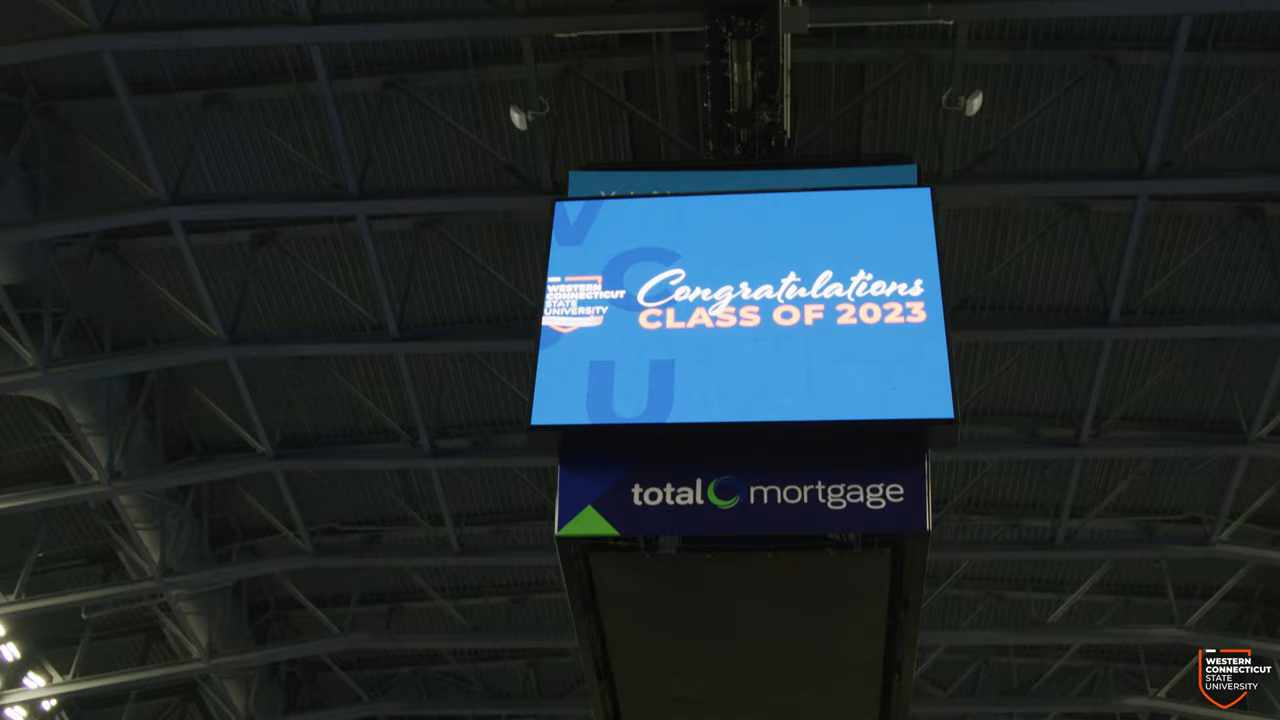 W
C
WESTERN
CONNECTICUT
STATE
UNIVERSITY
Congratulations
CLASS OF 2023
U
total mortgage
WESTERN
CONNECTICUT
STATE
UNIVERSITY